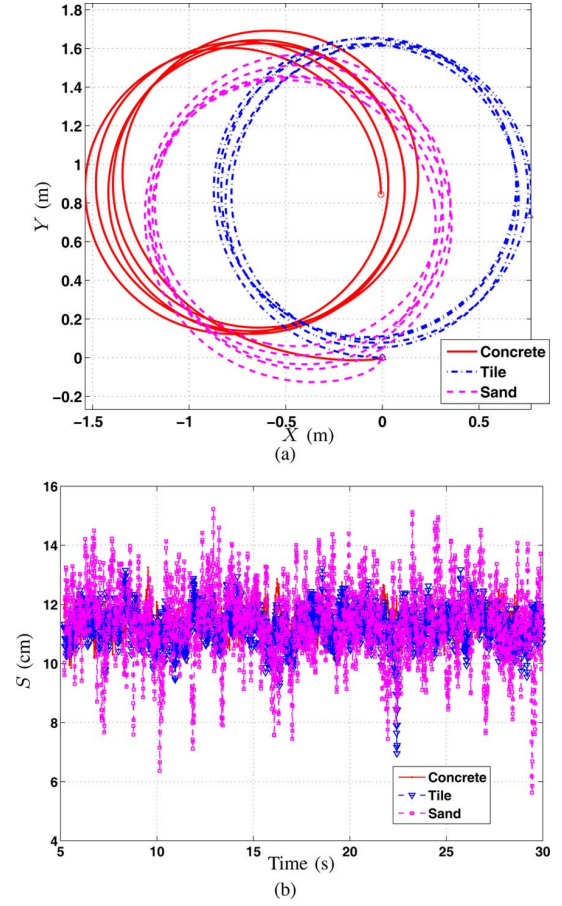 1.8
1.6
1.4
1.2
1
0.8
0.6
0.4
0.2
0
−0.2
Y (m)
−1.5 −1 −0.5 0 0.5
X (m)
Concrete
Tile
Sand
(a)
16
14
12
10
8
6
4
S (cm)
5 10 15 20 25 30
Time (s)
Concrete
Tile
Sand
(b)